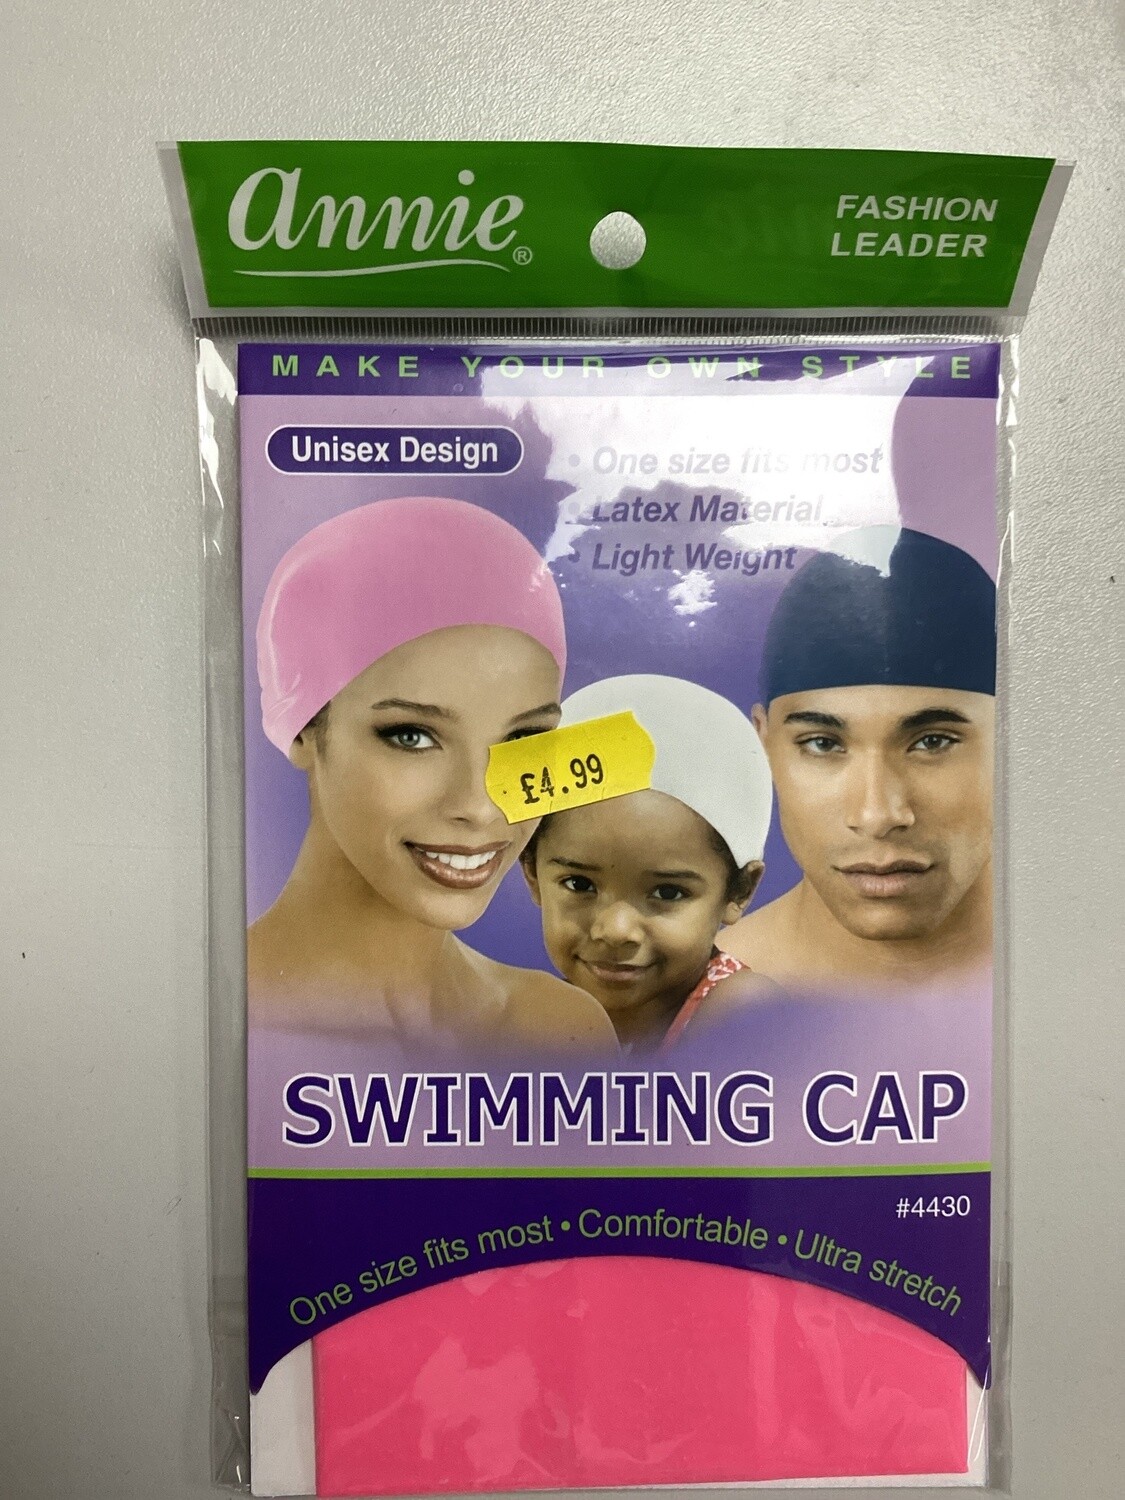 annie®
FASHION
LEADER
MAKE YOUR OWN STYLE
Unisex Design
• One size fits most
• Latex Material
• Light Weight
£4.99
SWIMMING CAP
#4430
One size fits most • Comfortable • Ultra stretch